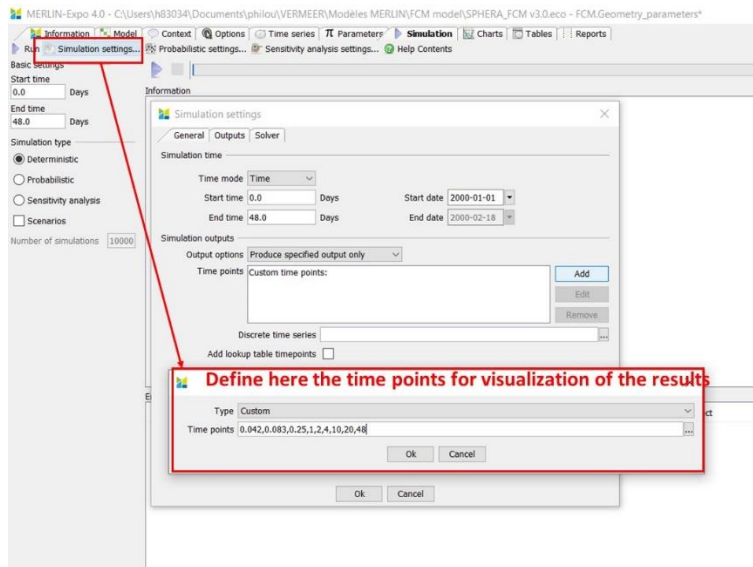 MERLIN-Expo 4.0 - C:\Users\h83034\Documents\philou\VERMEER\Modèles MERLIN\FCM model\SPHERA_FCM v3.0.eco - FCM.Geometry_parameters*
Information Model Context Options Time series Parameters Simulation Charts Tables Reports
Run Simulation settings... Probabilistic settings... Sensitivity analysis settings... Help Contents
Basic settings
Start time
0.0 Days
End time
48.0 Days
Simulation type
Deterministic
Probabilistic
Sensitivity analysis
Scenarios
Number of simulations 10000
Information
Simulation settings
General Outputs Solver
Simulation time
Time mode Time
Start time 0.0 Days Start date 2000-01-01
End time 48.0 Days End date 2000-02-18
Simulation outputs
Output options Produce specified output only
Time points Custom time points: Add
Edit
Remove
Discrete time series ...
Add lookup table timepoints
Define here the time points for visualization of the results
Type Custom
Time points 0.042,0.083,0.25,1,2,4,10,20,48 ...
Ok Cancel
Ok Cancel